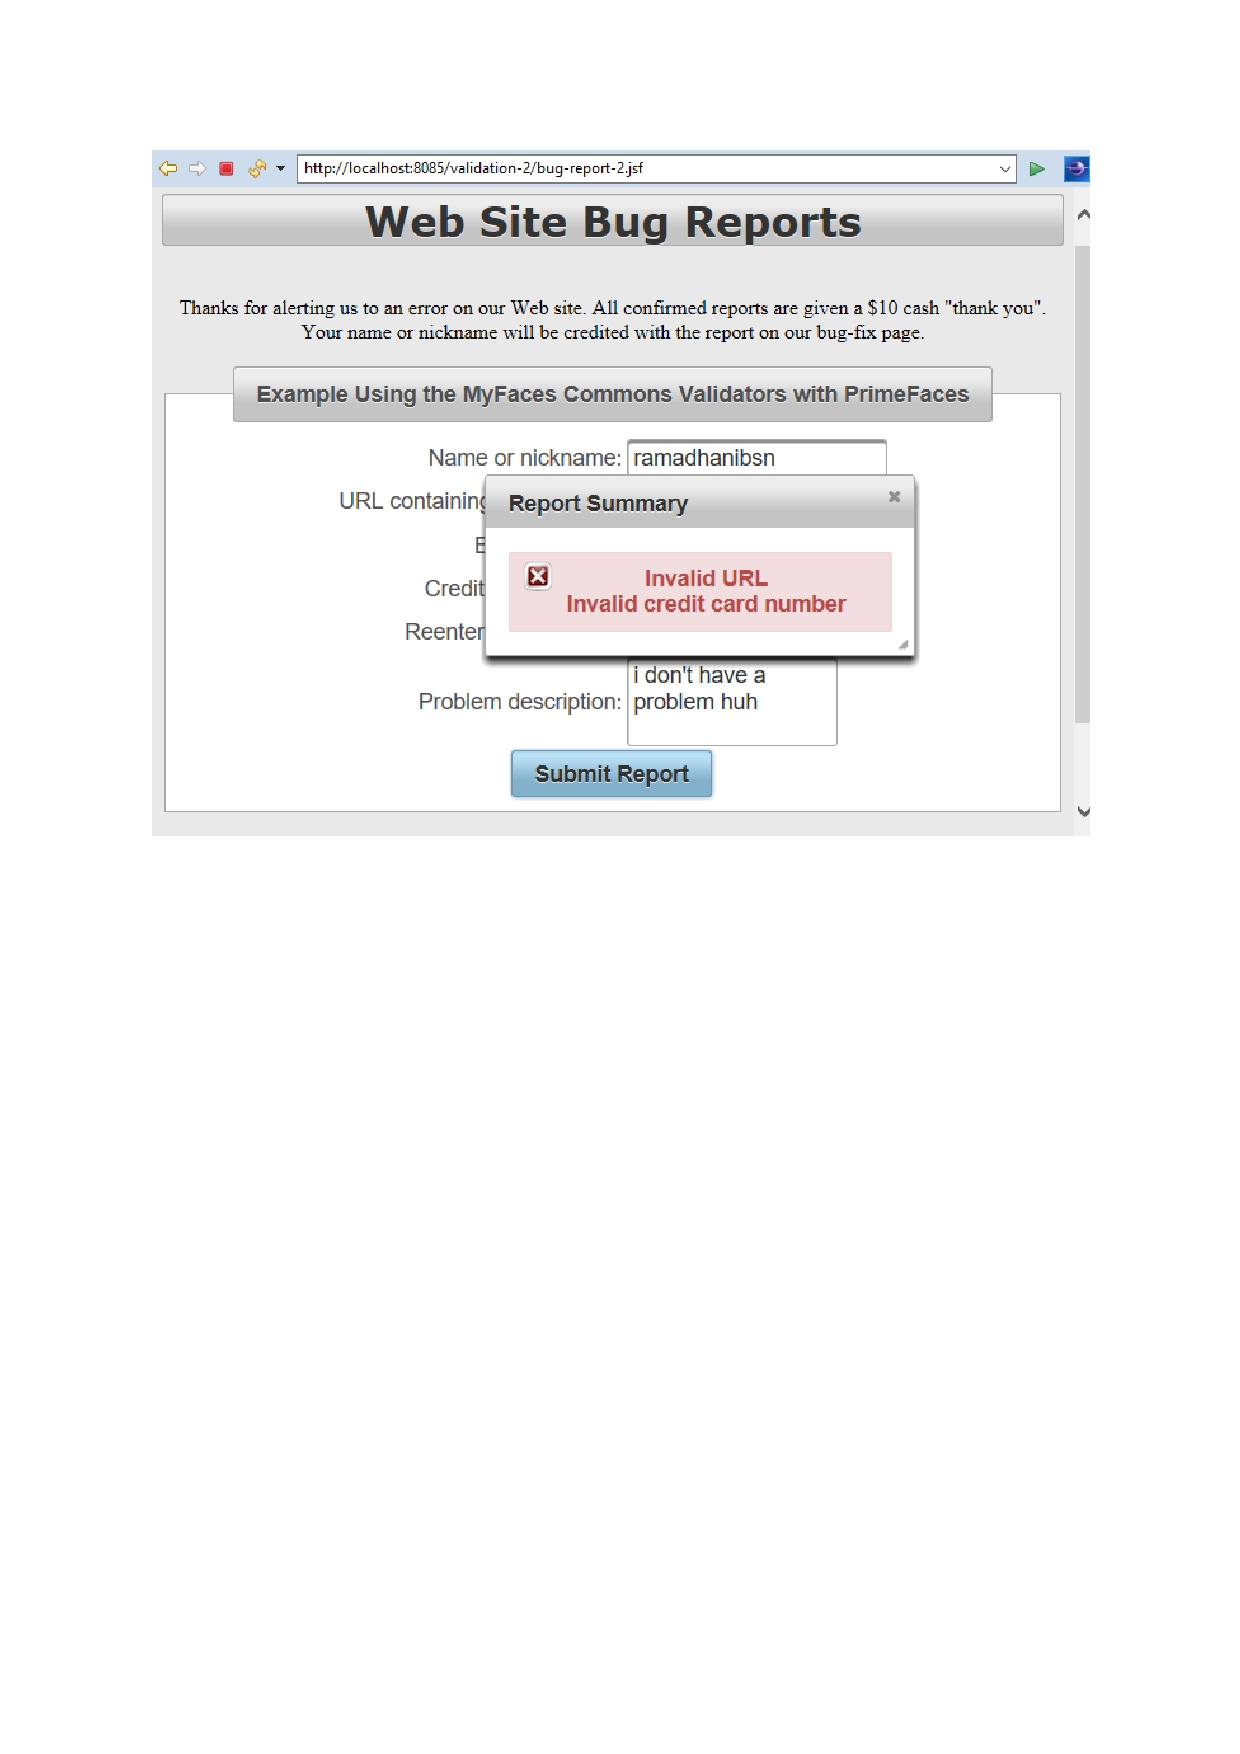 http://localhost:8085/validation-2/bug-report-2.jsf
Web Site Bug Reports
Thanks for alerting us to an error on our Web site. All confirmed reports are given a $10 cash "thank you".
Your name or nickname will be credited with the report on our bug-fix page.
Example Using the MyFaces Commons Validators with PrimeFaces
Name or nickname: ramadhanibsn
URL containing
Report Summary
Invalid URL
Credit
Invalid credit card number
Reenter
i don't have a
Problem description: problem huh
Submit Report